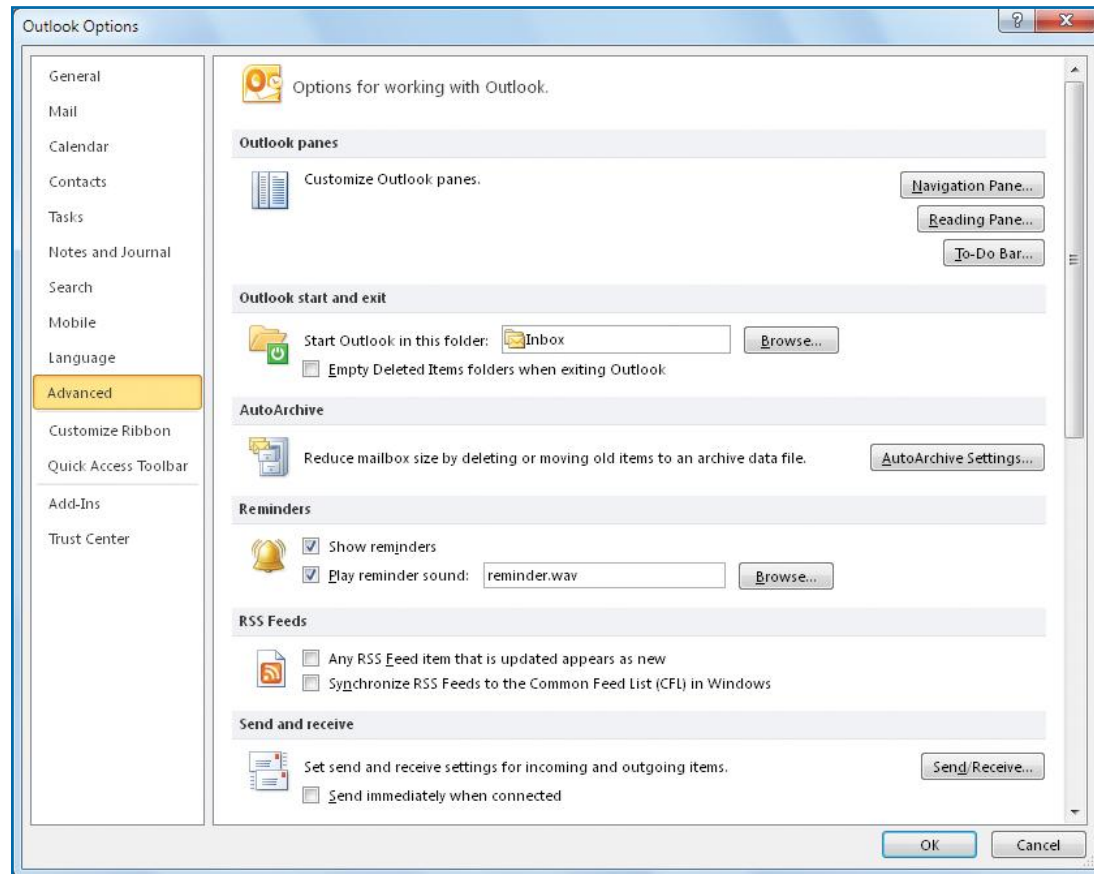 Outlook Options
General
Mail
Calendar
Contacts
Tasks
Notes and Journal
Search
Mobile
Language
Advanced
Customize Ribbon
Quick Access Toolbar
Add-Ins
Trust Center
Options for working with Outlook.
Outlook panes
Customize Outlook panes.
Navigation Pane...
Reading Pane...
To-Do Bar...
Outlook start and exit
Start Outlook in this folder: Inbox Browse...
Empty Deleted Items folders when exiting Outlook
AutoArchive
Reduce mailbox size by deleting or moving old items to an archive data file. AutoArchive Settings...
Reminders
Show reminders
Play reminder sound: reminder.wav Browse...
RSS Feeds
Any RSS Feed item that is updated appears as new
Synchronize RSS Feeds to the Common Feed List (CFL) in Windows
Send and receive
Set send and receive settings for incoming and outgoing items. Send/Receive...
Send immediately when connected
OK Cancel